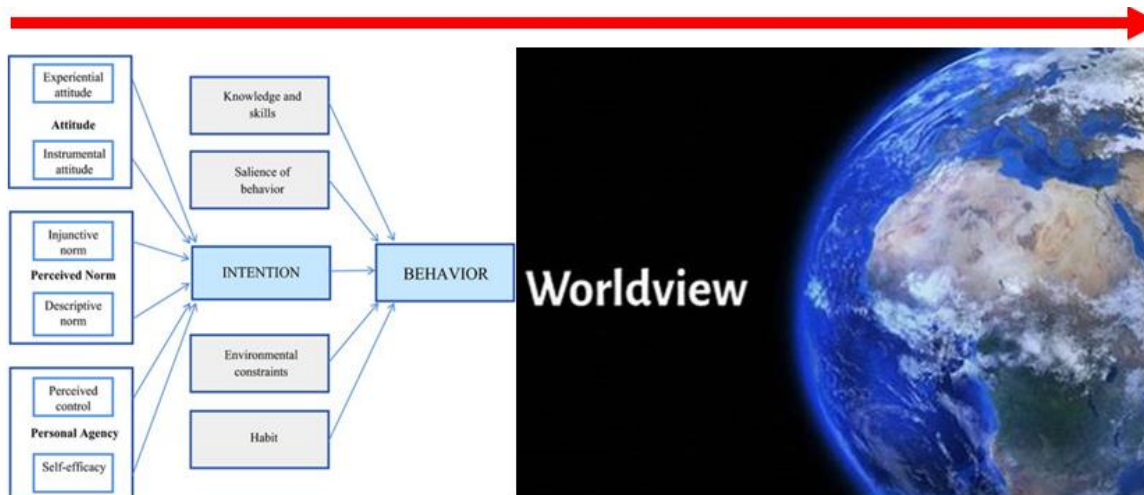 Experiential
attitude
Attitude
Instrumental
attitude
Injunctive
norm
Perceived Norm
Descriptive
norm
Perceived
control
Personal Agency
Self-efficacy
Knowledge and
skills
Salience of
behavior
INTENTION
Environmental
constraints
Habit
BEHAVIOR
Worldview